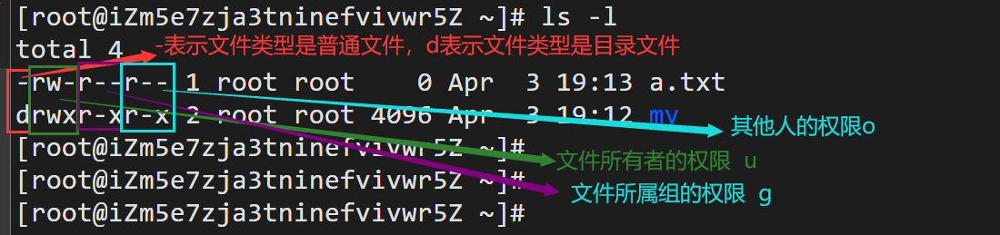 [root@iZm5e7zja3tninefvivwr5Z ~]# ls -l
total 4
-表示文件类型是普通文件，d表示文件类型是目录文件
-rw-r--r-- 1 root root    0 Apr  3 19:13 a.txt
drwxr-xr-x 2 root root 4096 Apr  3 19:12 my
其他人的权限o
[root@iZm5e7zja3tninefvivwr5Z ~]#
文件所有者的权限 u
[root@iZm5e7zja3tninefvivwr5Z ~]#
文件所属组的权限 g
[root@iZm5e7zja3tninefvivwr5Z ~]#